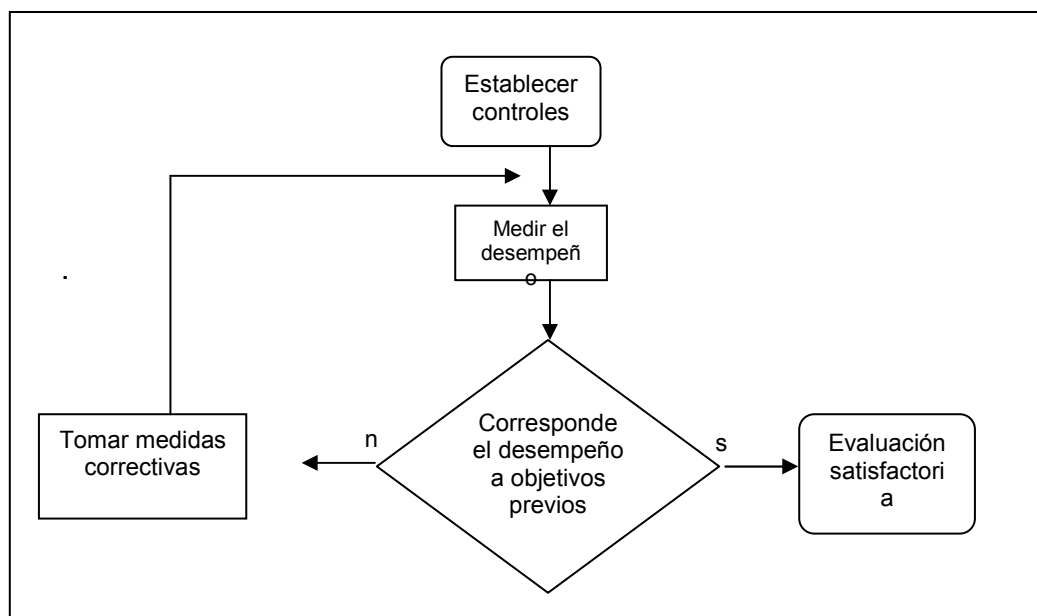 Establecer
controles
Medir el
desempeñ
o
.
Corresponde
el desempeño
a objetivos
previos
n
s
Tomar medidas
correctivas
Evaluación
satisfactori
a